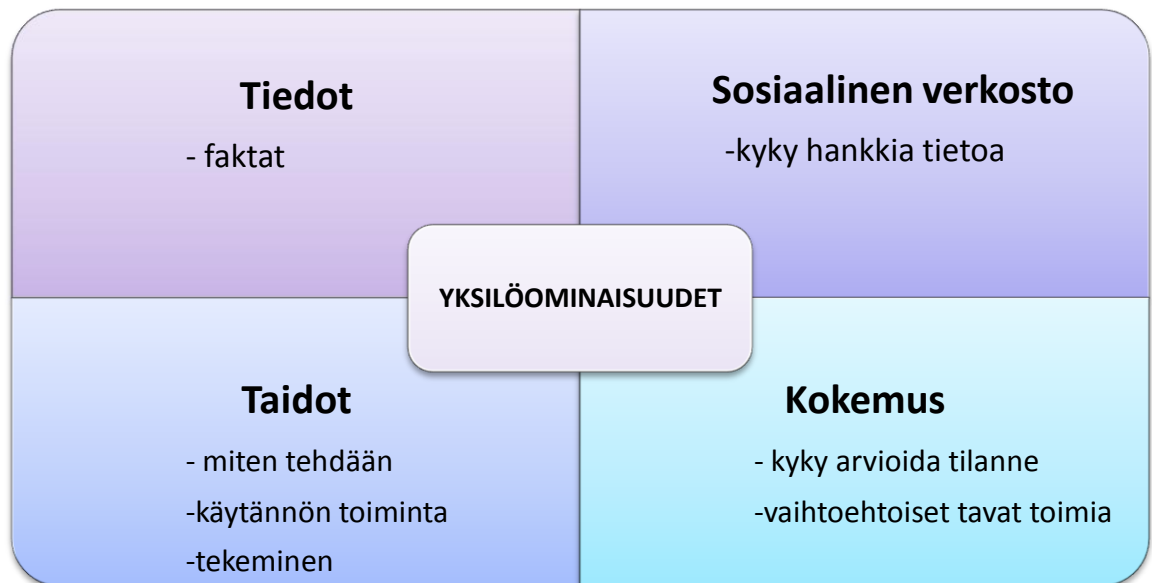 Tiedot
- faktat
Sosiaalinen verkosto
-kyky hankkia tietoa
YKSILÖOMINAISUUDET
Taidot
- miten tehdään
-käytännön toiminta
-tekeminen
Kokemus
- kyky arvioida tilanne
-vaihtoehtoiset tavat toimia